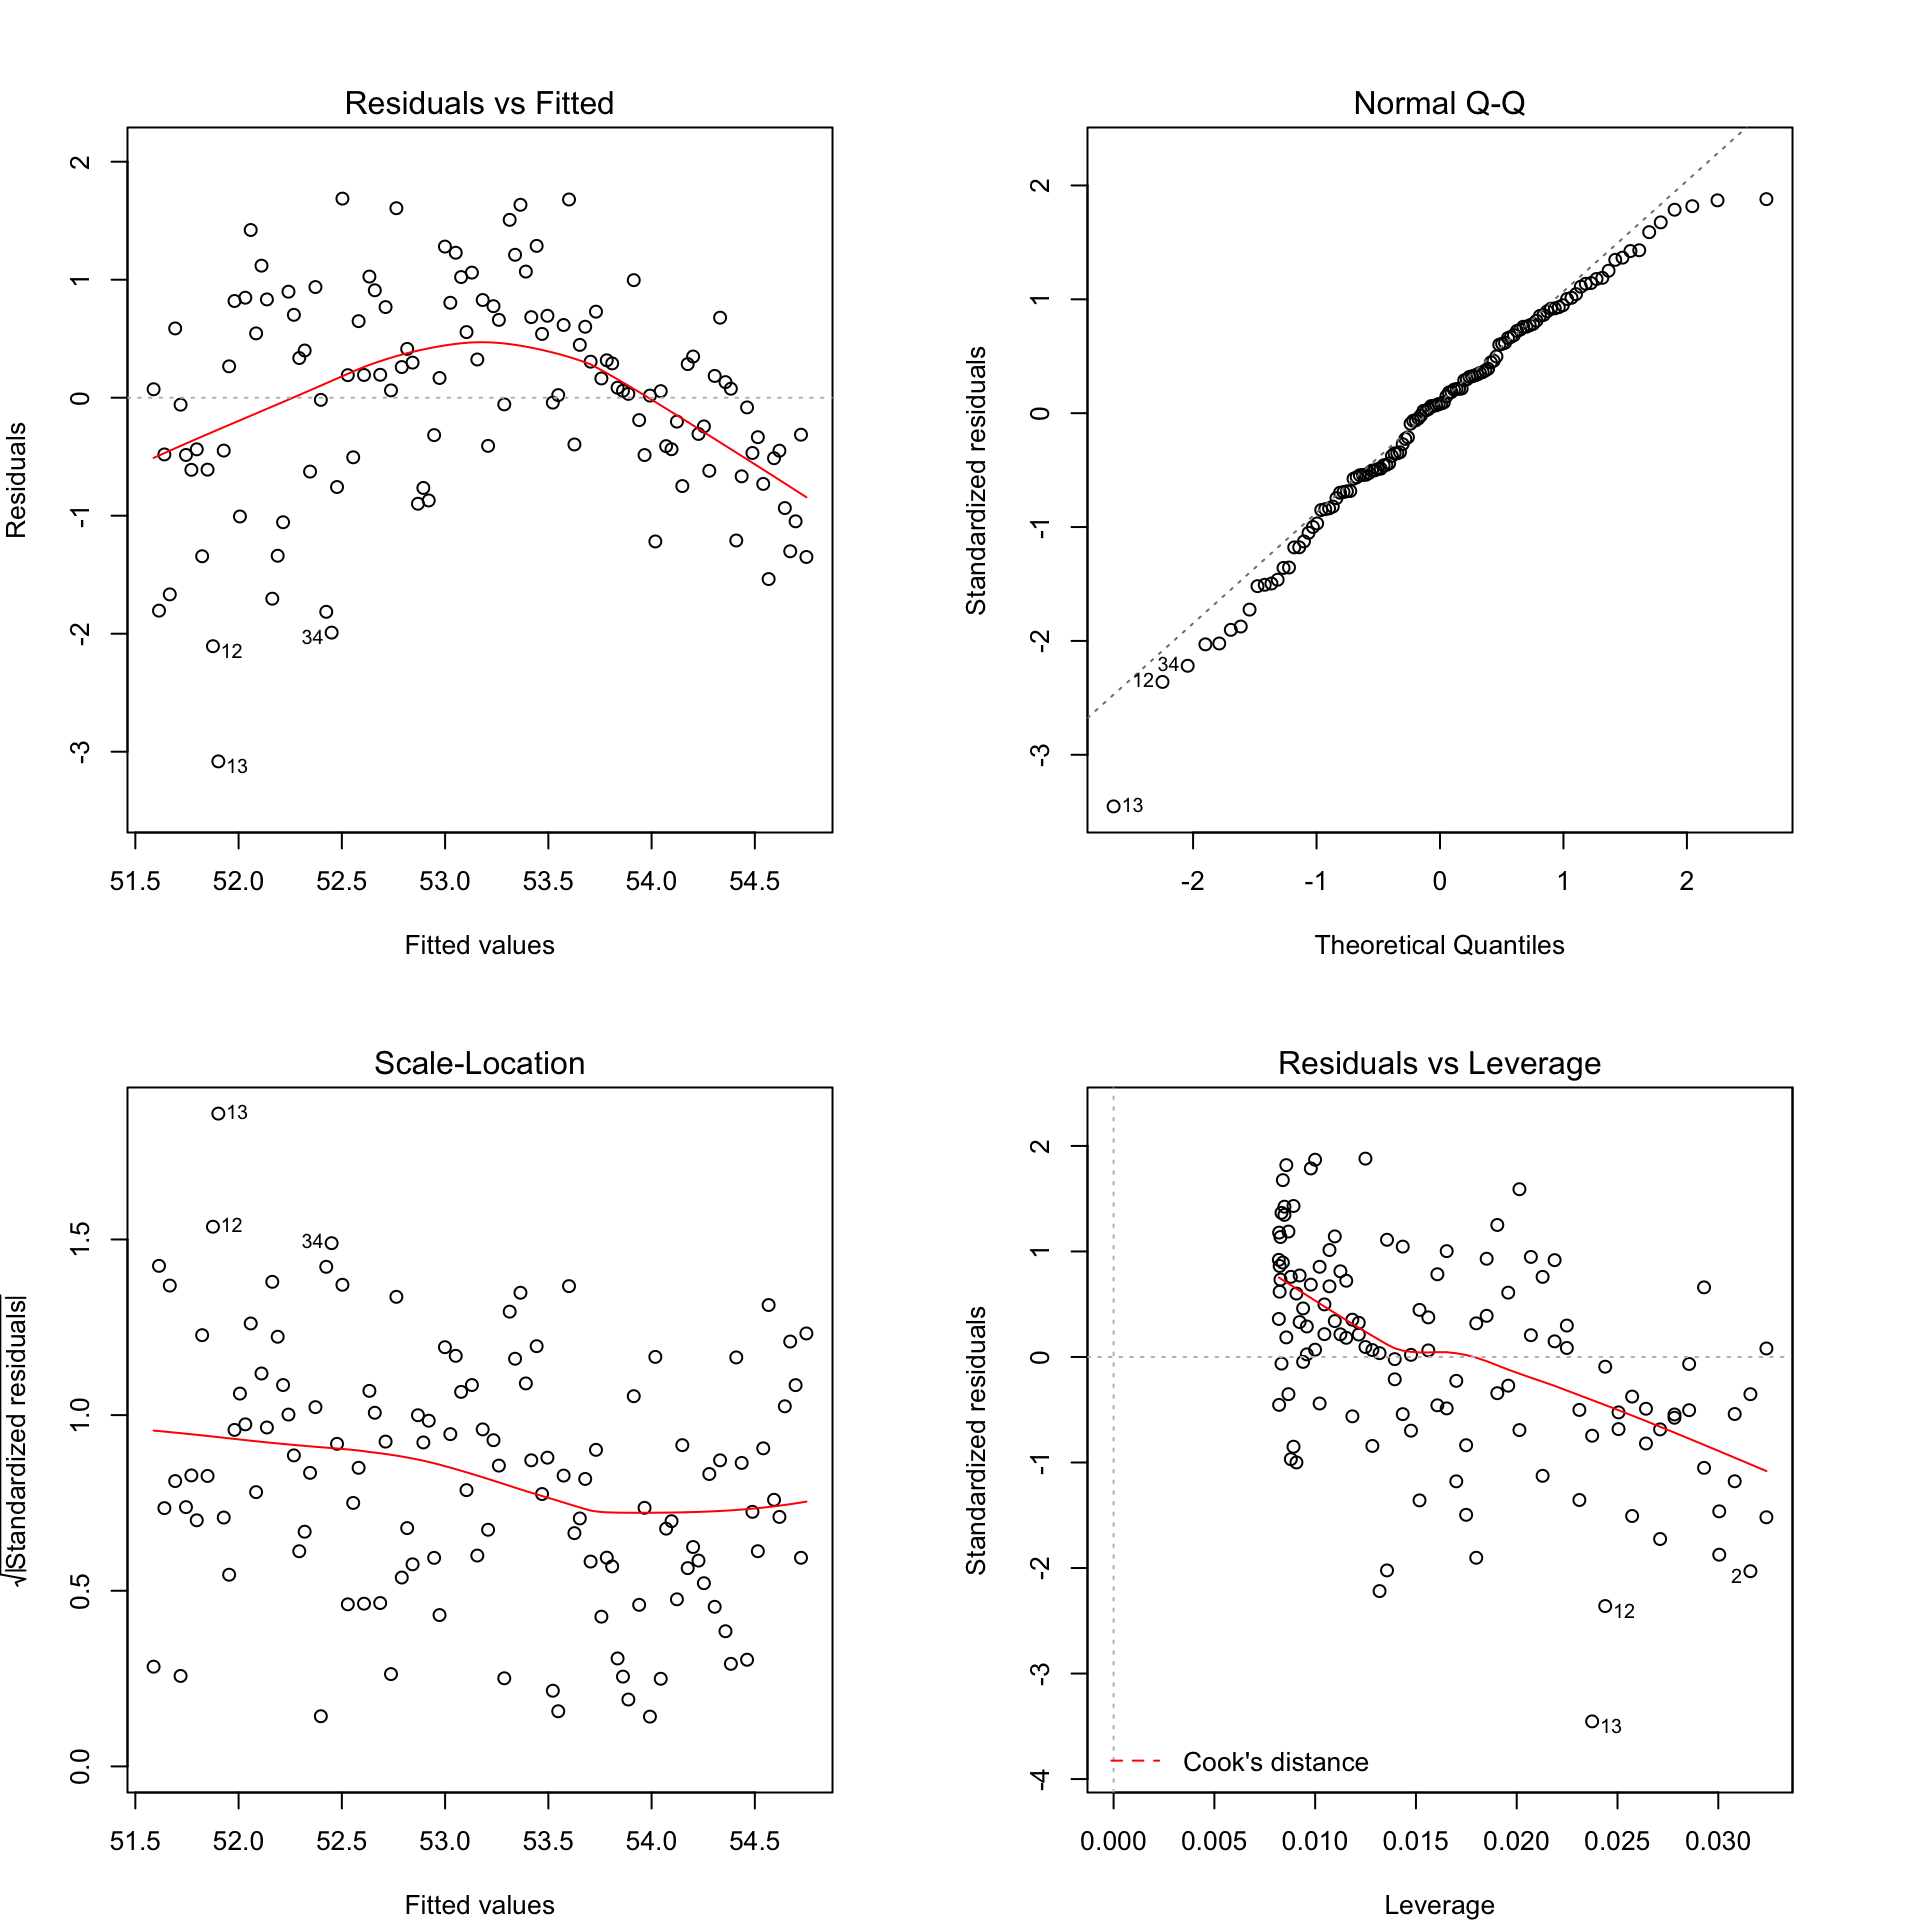 Residuals vs Fitted
Residuals
2
1
0
-1
-2
-3
34
12
13
51.5 52.0 52.5 53.0 53.5 54.0 54.5
Fitted values
Normal Q-Q
Standardized residuals
2
1
0
-1
-2
-3
34
12
13
-2 -1 0 1 2
Theoretical Quantiles
Scale-Location
√|Standardized residuals|
1.5
1.0
0.5
0.0
13
12
34
51.5 52.0 52.5 53.0 53.5 54.0 54.5
Fitted values
Residuals vs Leverage
Standardized residuals
2
1
0
-1
-2
-3
-4
2
12
13
Cook's distance
0.000 0.005 0.010 0.015 0.020 0.025 0.030
Leverage